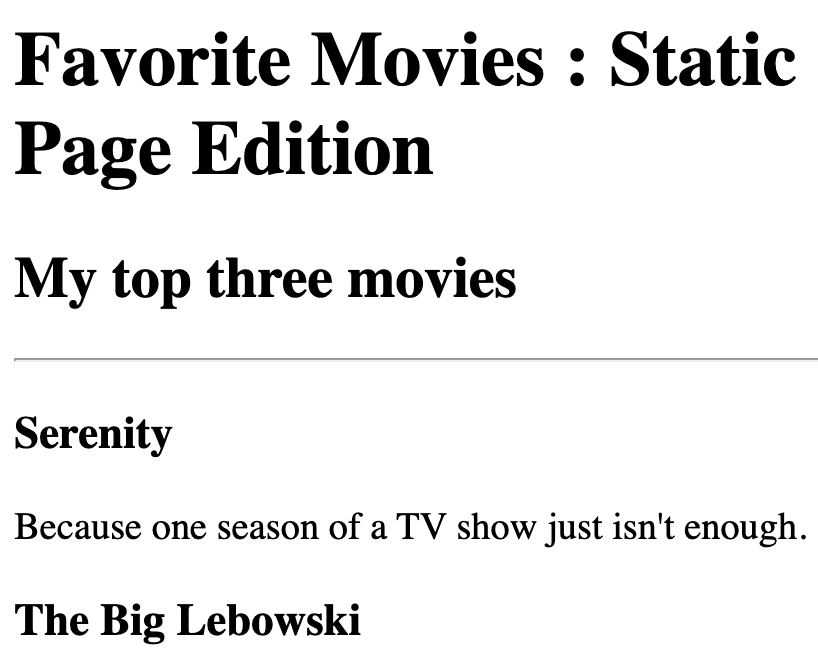 Favorite Movies : Static
Page Edition
My top three movies
Serenity
Because one season of a TV show just isn't enough.
The Big Lebowski